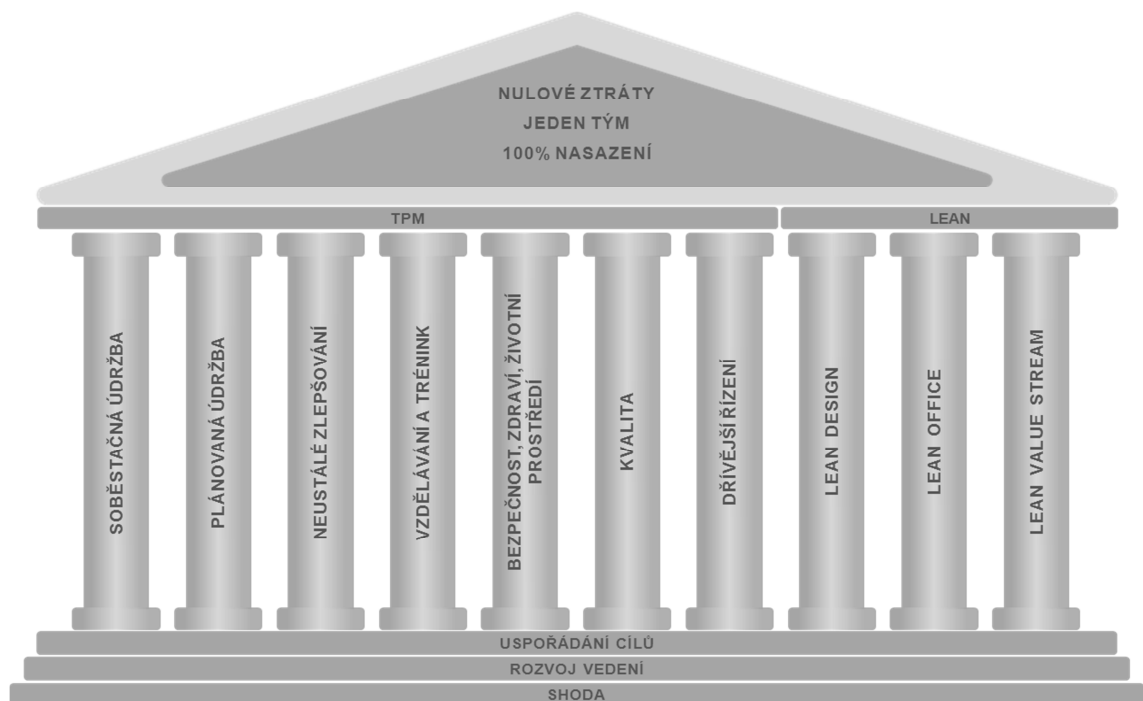 NULOVÉ ZTRÁTY
JEDEN TÝM
100% NASAZENÍ
TPM
LEAN
SOBĚSTAČNÁ ÚDRŽBA
PLÁNOVANÁ ÚDRŽBA
NEUSTÁLÉ ZLEPŠOVÁNÍ
VZDĚLÁVÁNÍ A TRÉNINK
BEZPEČNOST, ZDRAVÍ, ŽIVOTNÍ
PROSTŘEDÍ
KVALITA
DŘÍVĚJŠÍ ŘÍZENÍ
LEAN DESIGN
LEAN OFFICE
LEAN VALUE STREAM
USPOŘÁDÁNÍ CÍLŮ
ROZVOJ VEDENÍ
SHODA